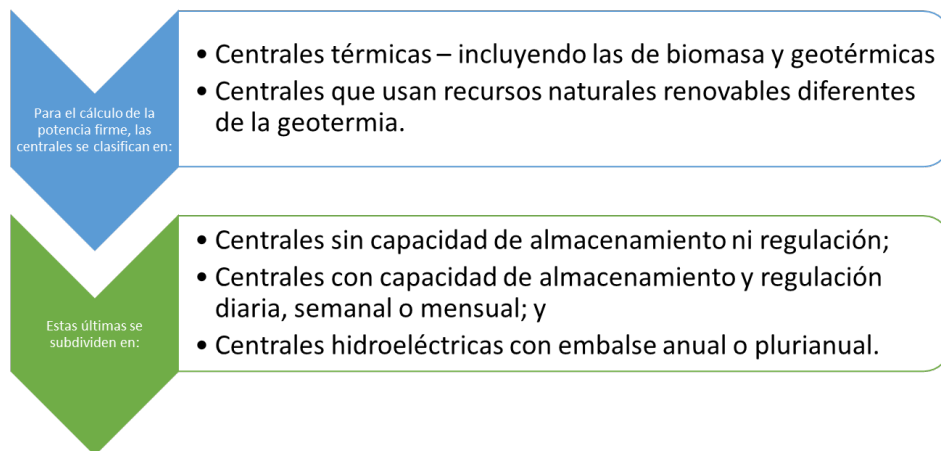 Para el cálculo de la
potencia firme, las
centrales se clasifican en:
• Centrales térmicas – incluyendo las de biomasa y geotérmicas
• Centrales que usan recursos naturales renovables diferentes
de la geotermia.
Estas últimas se
subdividen en:
• Centrales sin capacidad de almacenamiento ni regulación;
• Centrales con capacidad de almacenamiento y regulación
diaria, semanal o mensual; y
• Centrales hidroeléctricas con embalse anual o plurianual.